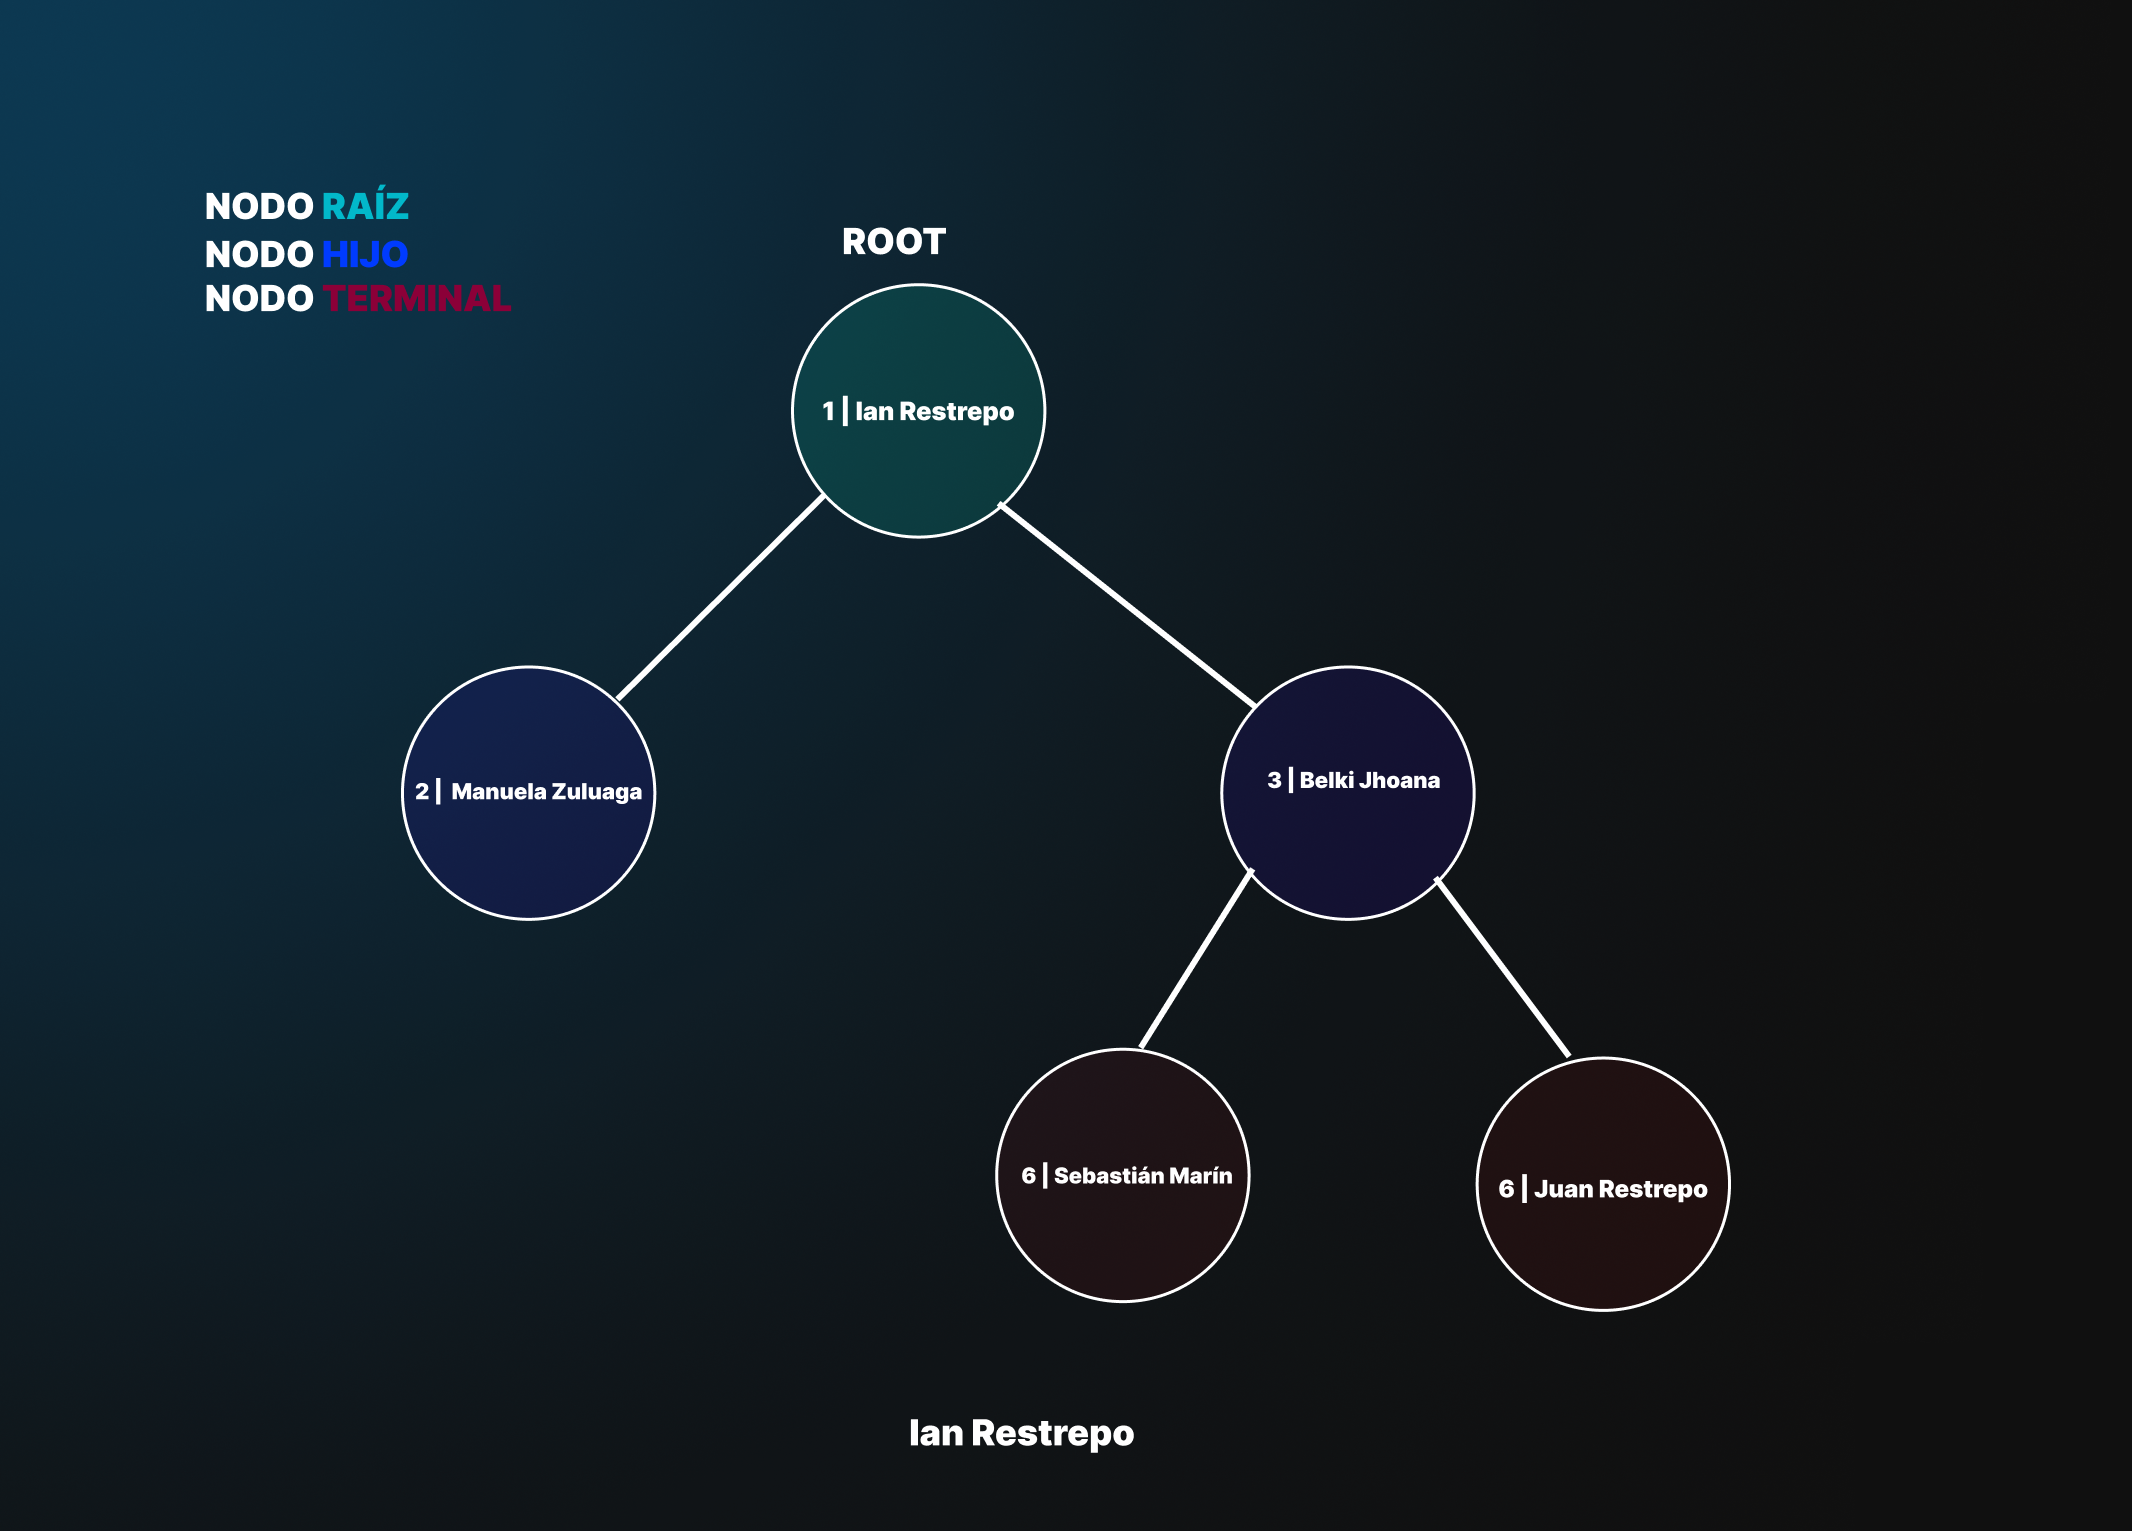 NODO RAÍZ
NODO HIJO
NODO TERMINAL
ROOT
1 | Ian Restrepo
2 | Manuela Zuluaga
3 | Belki Jhoana
6 | Sebastián Marín
6 | Juan Restrepo
Ian Restrepo